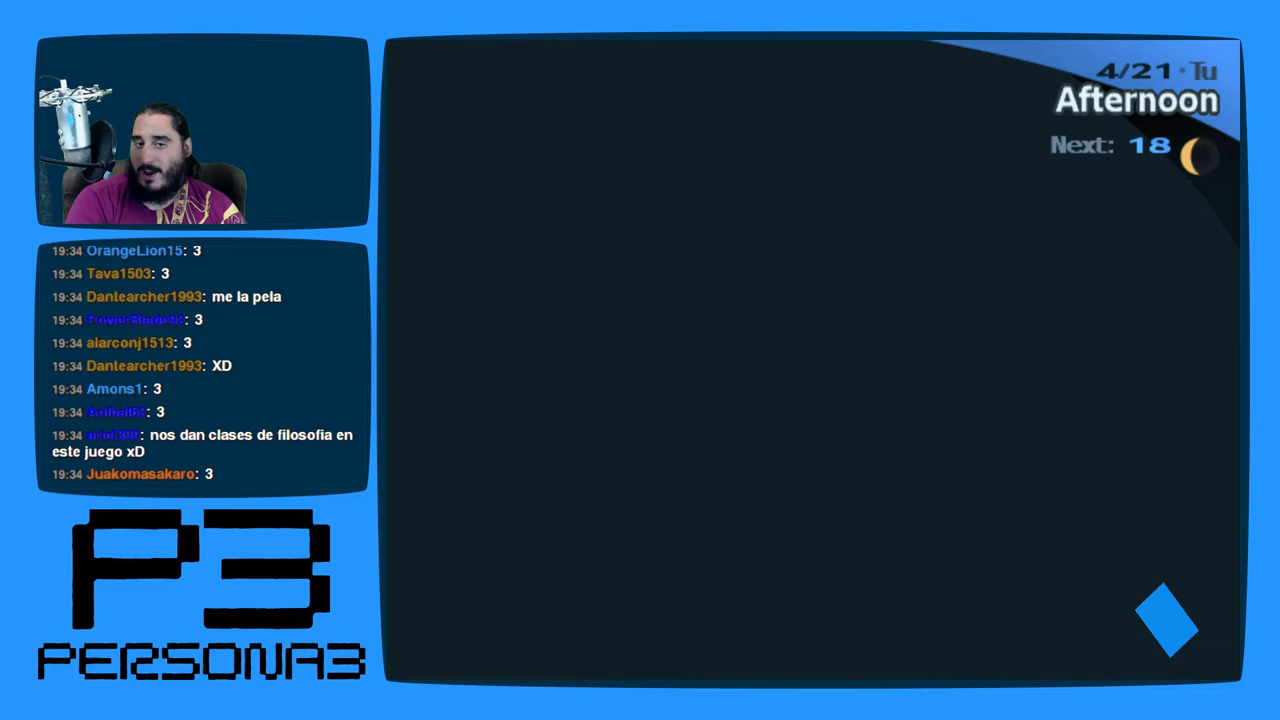 4/21 · Tu
Afternoon
Next: 18
19:34 OrangeLion15: 3
19:34 Tava1503: 3
19:34 Dantearcher1993: me la pela
19:34 : 3
19:34 alarconj1513: 3
19:34 Dantearcher1993: XD
19:34 Amons1: 3
19:34 : 3
19:34 : nos dan clases de filosofia en
este juego xD
19:34 Juakomasakaro: 3
P3
PERSONA3